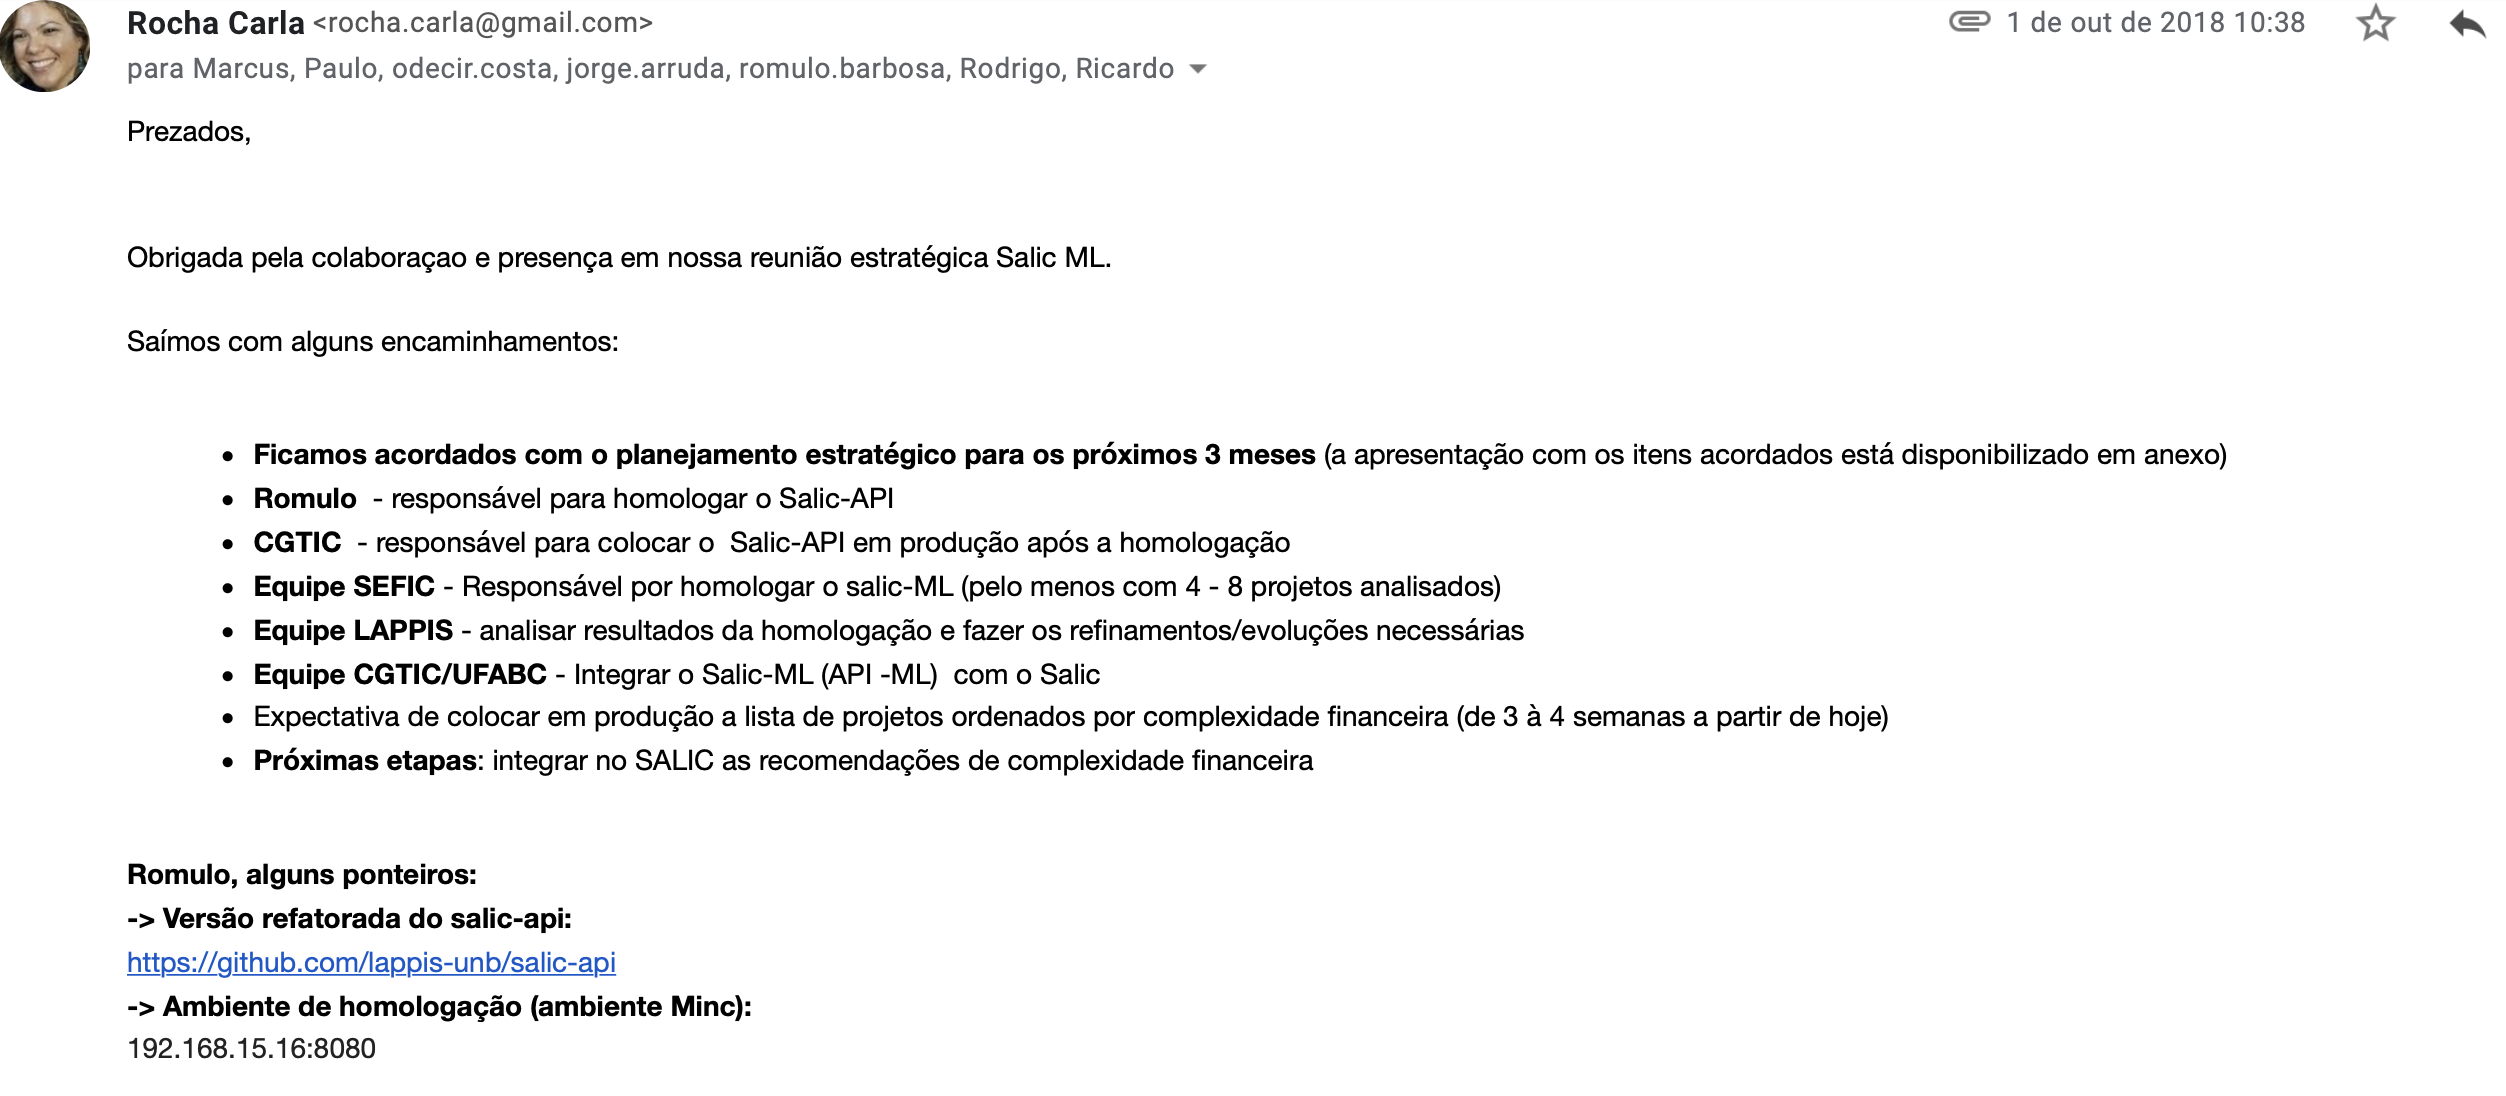 Rocha Carla <rocha.carla@gmail.com> 1 de out de 2018 10:38
para Marcus, Paulo, odecir.costa, jorge.arruda, romulo.barbosa, Rodrigo, Ricardo
Prezados,
Obrigada pela colaboraçao e presença em nossa reunião estratégica Salic ML.
Saímos com alguns encaminhamentos:
• Ficamos acordados com o planejamento estratégico para os próximos 3 meses (a apresentação com os itens acordados está disponibilizado em anexo)
• Romulo - responsável para homologar o Salic-API
• CGTIC - responsável para colocar o Salic-API em produção após a homologação
• Equipe SEFIC - Responsável por homologar o salic-ML (pelo menos com 4 - 8 projetos analisados)
• Equipe LAPPIS - analisar resultados da homologação e fazer os refinamentos/evoluções necessárias
• Equipe CGTIC/UFABC - Integrar o Salic-ML (API -ML) com o Salic
• Expectativa de colocar em produção a lista de projetos ordenados por complexidade financeira (de 3 à 4 semanas a partir de hoje)
• Próximas etapas: integrar no SALIC as recomendações de complexidade financeira
Romulo, alguns ponteiros:
-> Versão refatorada do salic-api:
https://github.com/lappis-unb/salic-api
-> Ambiente de homologação (ambiente Minc):
192.168.15.16:8080